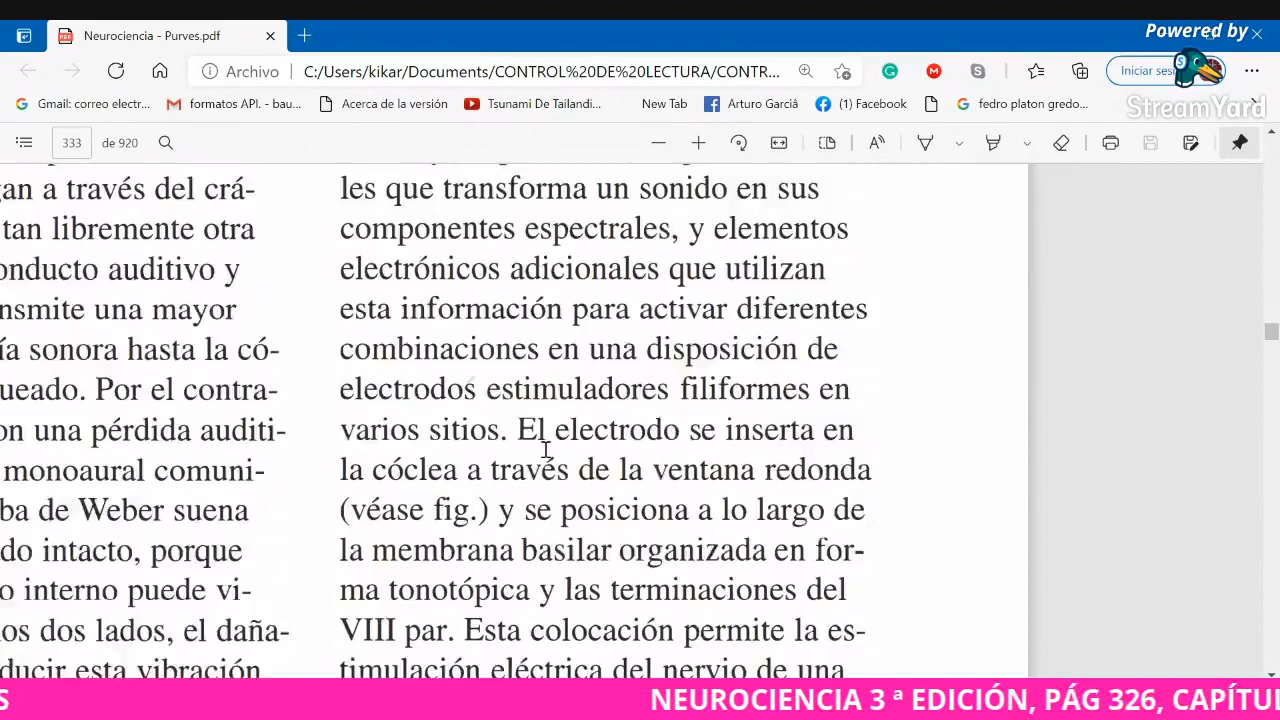 Neurociencia - Purves.pdf
Powered by
StreamYard
Archivo
C:/Users/kikar/Documents/CONTROL%20DE%20LECTURA/CONTR...
Gmail: correo electr...
formatos API. - bau...
Acerca de la versión
Tsunami De Tailandi...
New Tab
Arturo Garciâ
(1) Facebook
fedro platon gredo...
333
de 920
gan a través del crá-
tan libremente otra
onducto auditivo y
nsmite una mayor
ía sonora hasta la có-
ueado. Por el contra-
on una pérdida auditi-
monoaural comuni-
ba de Weber suena
do intacto, porque
o interno puede vi-
os dos lados, el daña-
ducir esta vibración
les que transforma un sonido en sus
componentes espectrales, y elementos
electrónicos adicionales que utilizan
esta información para activar diferentes
combinaciones en una disposición de
electrodos estimuladores filiformes en
varios sitios. El electrodo se inserta en
la cóclea a través de la ventana redonda
(véase fig.) y se posiciona a lo largo de
la membrana basilar organizada en for-
ma tonotópica y las terminaciones del
VIII par. Esta colocación permite la es-
timulación eléctrica del nervio de una
S
NEUROCIENCIA 3 ª EDICIÓN, PÁG 326, CAPÍTU